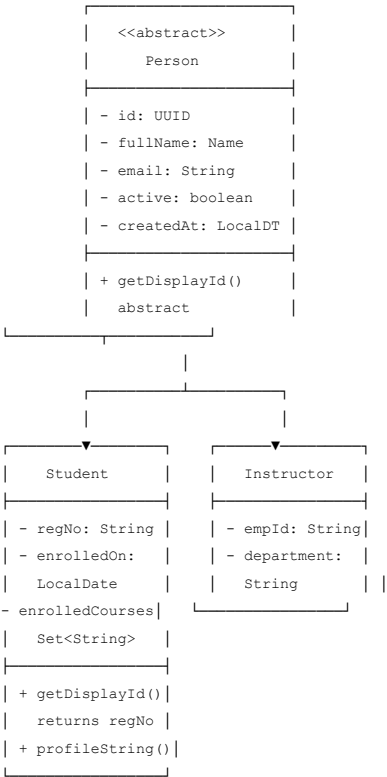 <<abstract>>
Person
- id: UUID
- fullName: Name
- email: String
- active: boolean
- createdAt: LocalDT
+ getDisplayId()
abstract
Student Instructor
- regNo: String - empId: String
- enrolledOn: - department:
LocalDate String
- enrolledCourses
Set<String>
+ getDisplayId()
returns regNo
+ profileString()